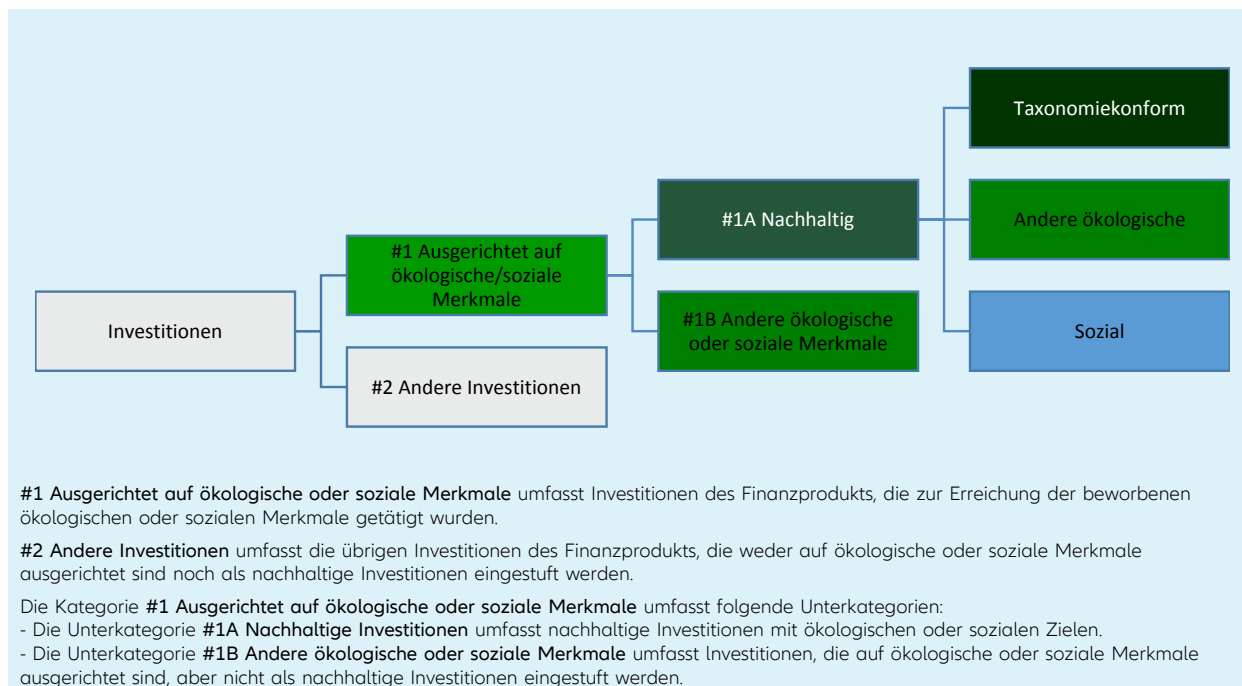 Investitionen
#1 Ausgerichtet auf
ökologische/soziale
Merkmale
#2 Andere Investitionen
#1A Nachhaltig
#1B Andere ökologische
oder soziale Merkmale
Taxonomiekonform
Andere ökologische
Sozial
#1 Ausgerichtet auf ökologische oder soziale Merkmale umfasst Investitionen des Finanzprodukts, die zur Erreichung der beworbenen
ökologischen oder sozialen Merkmale getätigt wurden.
#2 Andere Investitionen umfasst die übrigen Investitionen des Finanzprodukts, die weder auf ökologische oder soziale Merkmale
ausgerichtet sind noch als nachhaltige Investitionen eingestuft werden.
Die Kategorie #1 Ausgerichtet auf ökologische oder soziale Merkmale umfasst folgende Unterkategorien:
- Die Unterkategorie #1A Nachhaltige Investitionen umfasst nachhaltige Investitionen mit ökologischen oder sozialen Zielen.
- Die Unterkategorie #1B Andere ökologische oder soziale Merkmale umfasst Investitionen, die auf ökologische oder soziale Merkmale
ausgerichtet sind, aber nicht als nachhaltige Investitionen eingestuft werden.